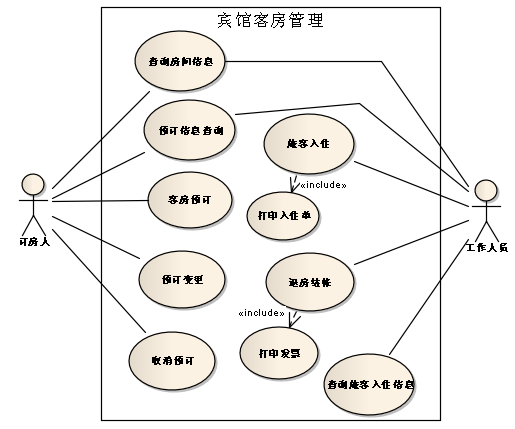 宾馆客房管理
查询房间信息
预订信息查询
旅客入住
«include»
客房预订
打印入住单
订房人
工作人员
预订变更
退房结帐
«include»
打印发票
取消预订
查询旅客入住信息